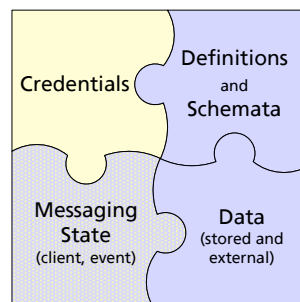 Credentials
Definitions
and
Schemata
Messaging
State
(client, event)
Data
(stored and
external)